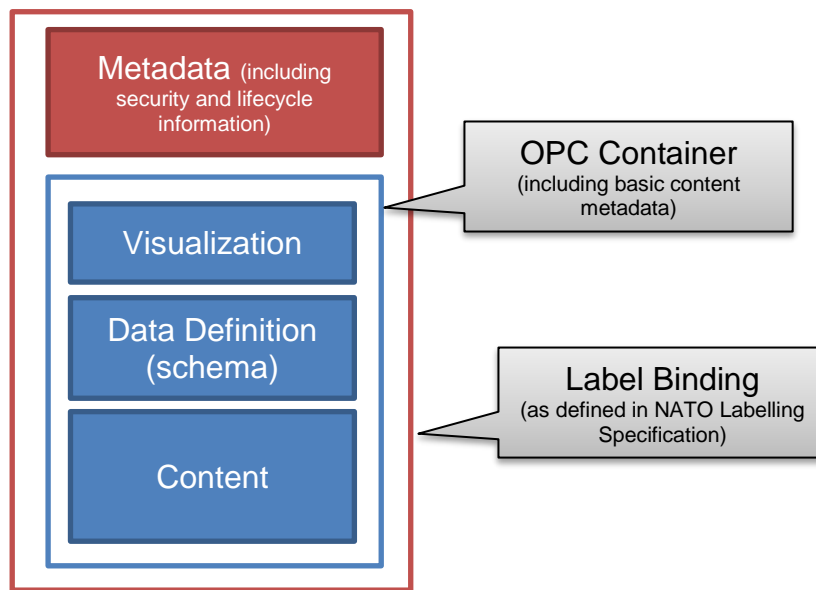 Metadata (including
security and lifecycle
information)
OPC Container
(including basic content
metadata)
Visualization
Data Definition
(schema)
Label Binding
(as defined in NATO Labelling
Specification)
Content